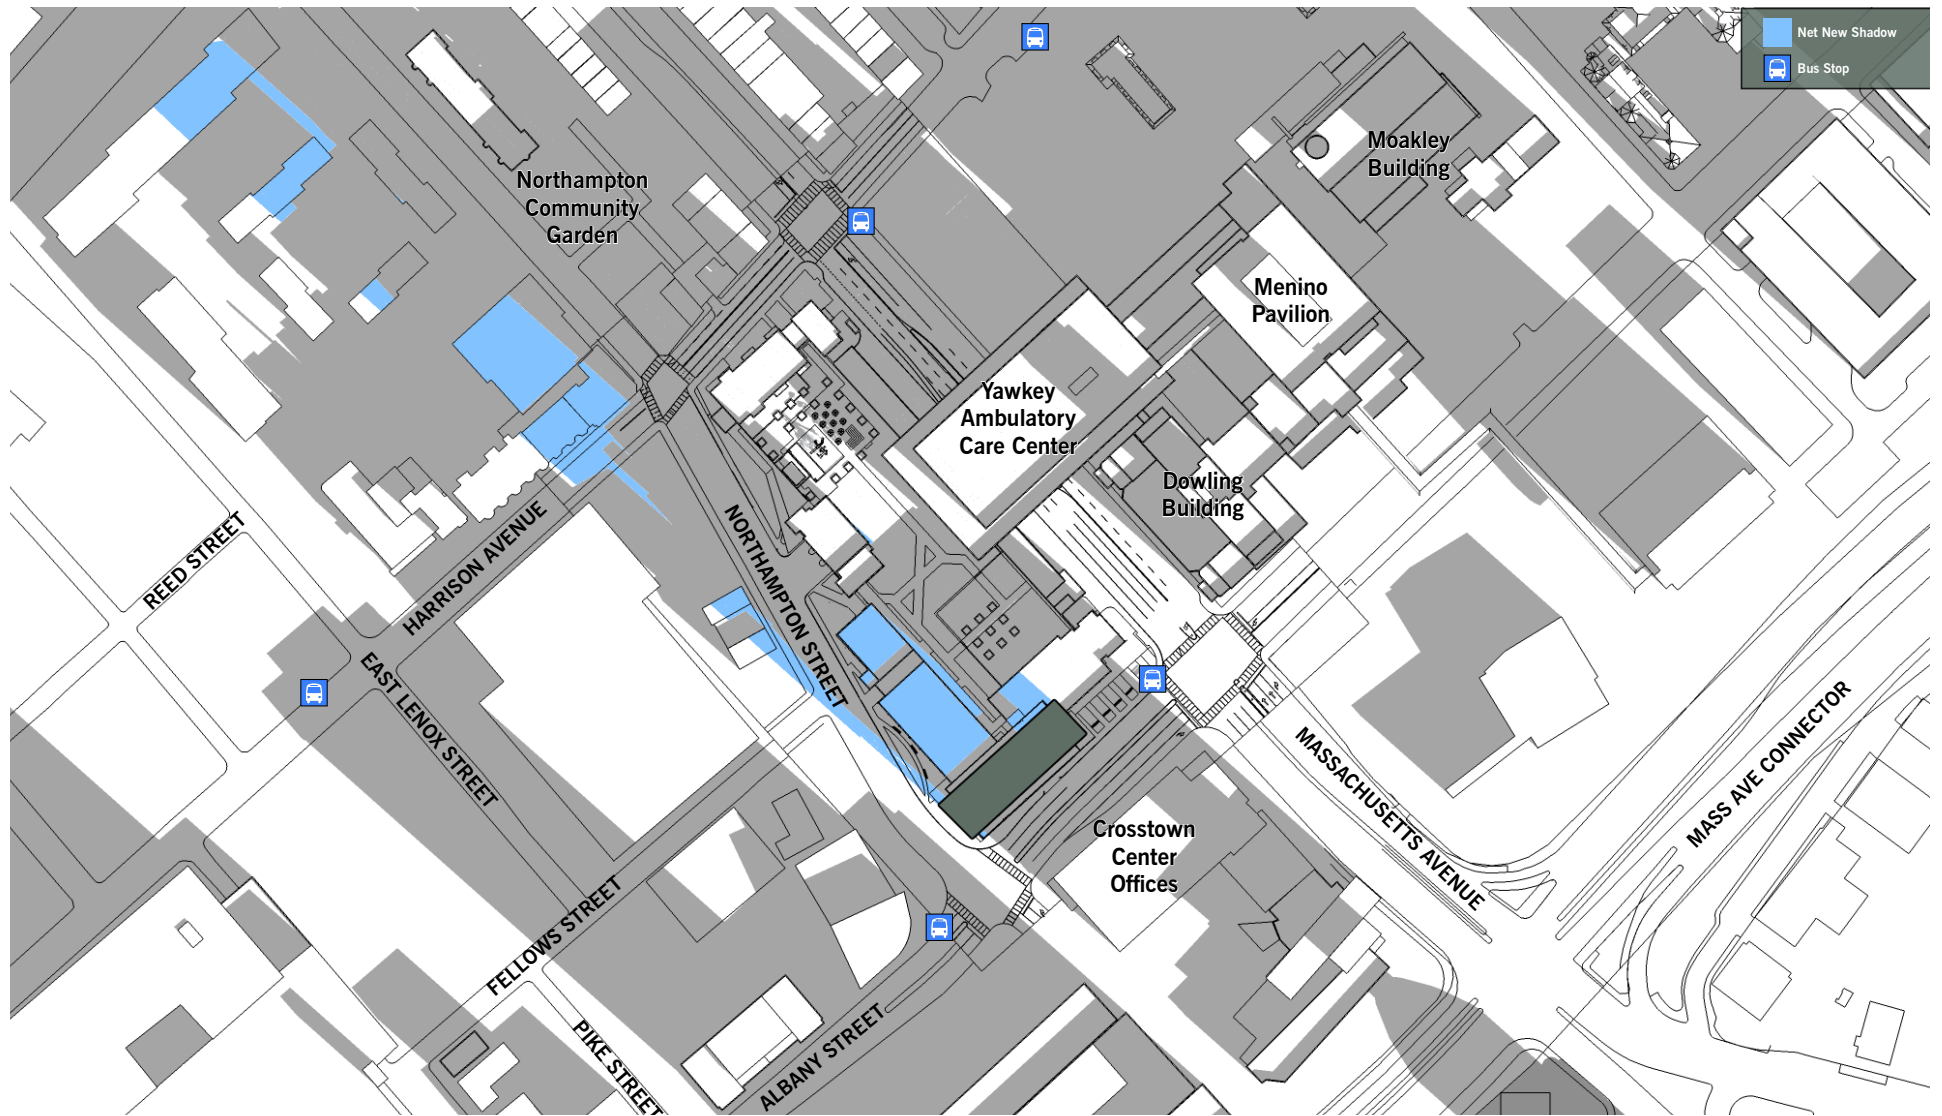 Net New Shadow
Bus Stop
Moakley
Building
Northampton
Community
Garden
Menino
Pavilion
Yawkey
Ambulatory
Care Center
Dowling
Building
REED STREET
HARRISON AVENUE
NORTHAMPTON STREET
EAST LENOX STREET
MASSACHUSETTS AVENUE
MASS AVE CONNECTOR
Crosstown
Center
Offices
FELLOWS STREET
PIKE STREET
ALBANY STREET